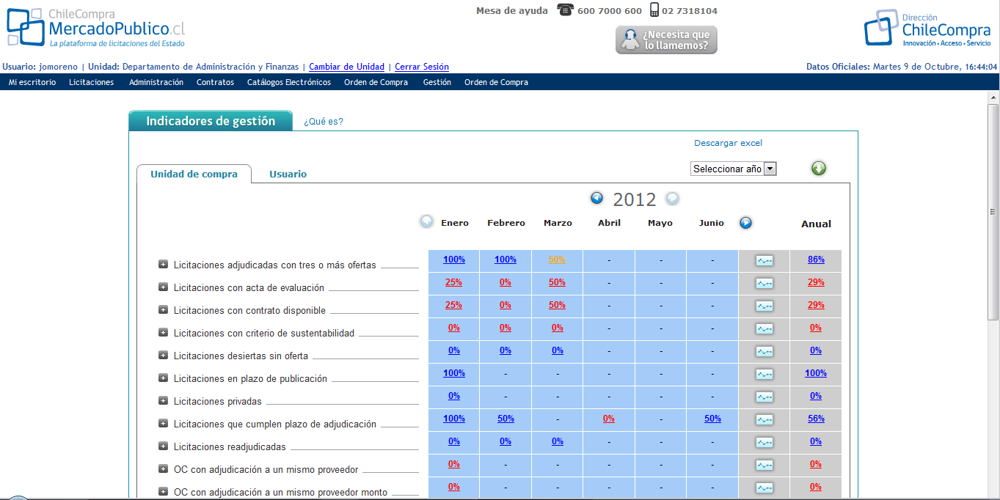 ChileCompra
MercadoPublico.cl
La plataforma de licitaciones del Estado
Mesa de ayuda 600 7000 600 02 7318104
¿Necesita que
lo llamemos?
Dirección
ChileCompra
Innovación • Acceso • Servicio
Usuario: jomoreno | Unidad: Departamento de Administración y Finanzas | Cambiar de Unidad | Cerrar Sesión
Datos Oficiales: Martes 9 de Octubre, 16:44:04
Mi escritorio Licitaciones Administración Contratos Catálogos Electrónicos Orden de Compra Gestión Orden de Compra
Indicadores de gestión ¿Qué es?
Descargar excel
Unidad de compra Usuario Seleccionar año
2012
Enero Febrero Marzo Abril Mayo Junio Anual
Licitaciones adjudicadas con tres o más ofertas 100% 100% 50% - - - 86%
Licitaciones con acta de evaluación 25% 0% 50% - - - 29%
Licitaciones con contrato disponible 25% 0% 50% - - - 29%
Licitaciones con criterio de sustentabilidad 0% 0% 0% - - - 0%
Licitaciones desiertas sin oferta 0% 0% 0% - - - 0%
Licitaciones en plazo de publicación 100% - - - - - 100%
Licitaciones privadas 0% - - - - - 0%
Licitaciones que cumplen plazo de adjudicación 100% 50% - 0% - 50% 56%
Licitaciones readjudicadas 0% 0% 0% - - - 0%
OC con adjudicación a un mismo proveedor 0% - - - - - 0%
OC con adjudicación a un mismo proveedor monto 0% - - - - - 0%